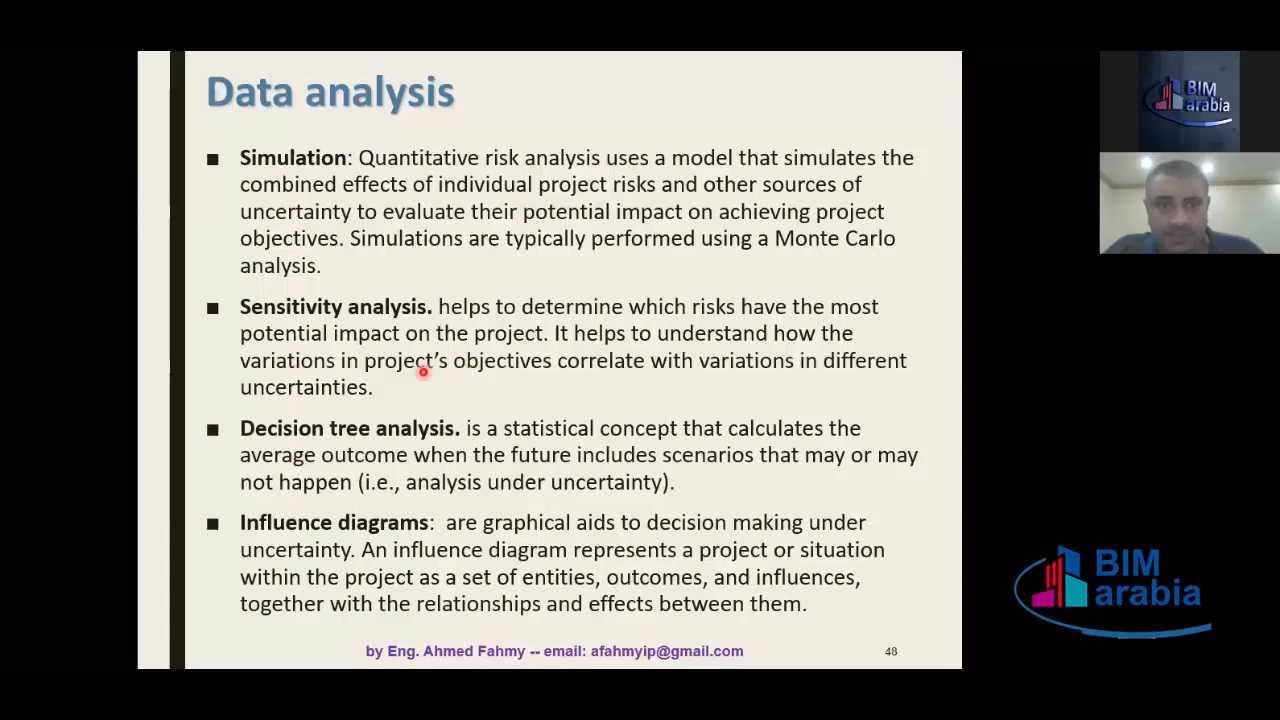 Data analysis
■ Simulation: Quantitative risk analysis uses a model that simulates the
combined effects of individual project risks and other sources of
uncertainty to evaluate their potential impact on achieving project
objectives. Simulations are typically performed using a Monte Carlo
analysis.
■ Sensitivity analysis. helps to determine which risks have the most
potential impact on the project. It helps to understand how the
variations in project’s objectives correlate with variations in different
uncertainties.
■ Decision tree analysis. is a statistical concept that calculates the
average outcome when the future includes scenarios that may or may
not happen (i.e., analysis under uncertainty).
■ Influence diagrams: are graphical aids to decision making under
uncertainty. An influence diagram represents a project or situation
within the project as a set of entities, outcomes, and influences,
together with the relationships and effects between them.
by Eng. Ahmed Fahmy -- email: afahmyip@gmail.com
48
BIM
arabia
BIM
arabia